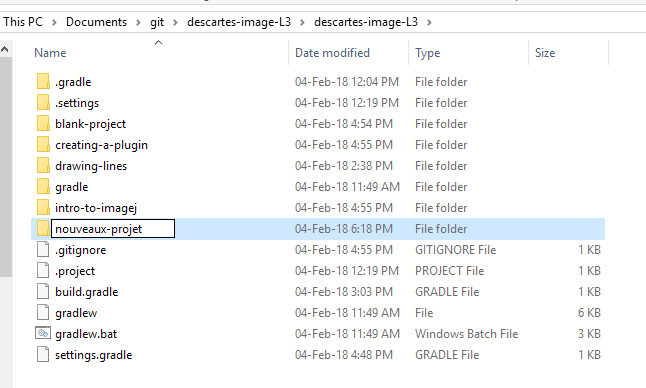 This PC > Documents > git > descartes-image-L3 > descartes-image-L3 >
Name Date modified Type Size
.gradle 04-Feb-18 12:04 PM File folder
.settings 04-Feb-18 12:19 PM File folder
blank-project 04-Feb-18 4:54 PM File folder
creating-a-plugin 04-Feb-18 4:55 PM File folder
drawing-lines 04-Feb-18 2:38 PM File folder
gradle 04-Feb-18 11:49 AM File folder
intro-to-imagej 04-Feb-18 4:55 PM File folder
nouveaux-projet 04-Feb-18 6:18 PM File folder
.gitignore 04-Feb-18 4:55 PM GITIGNORE File 1 KB
.project 04-Feb-18 12:19 PM PROJECT File 1 KB
build.gradle 04-Feb-18 3:03 PM GRADLE File 1 KB
gradlew 04-Feb-18 11:49 AM File 6 KB
gradlew.bat 04-Feb-18 11:49 AM Windows Batch File 3 KB
settings.gradle 04-Feb-18 4:48 PM GRADLE File 1 KB